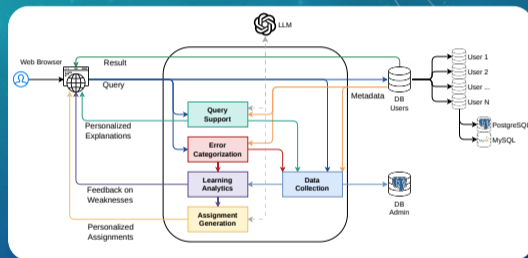 LLM
Web Browser
Result
Query
User 1
User 2
User ...
User N
Metadata
DB
Users
PostgreSQL
MySQL
Query
Support
Personalized
Explanations
Error
Categorization
Learning
Analytics
Data
Collection
Feedback on
Weaknesses
DB
Admin
Assignment
Generation
Personalized
Assignments